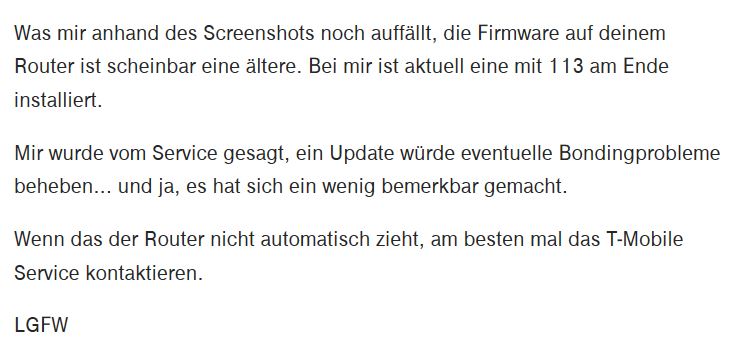 Was mir anhand des Screenshots noch auffällt, die Firmware auf deinem
Router ist scheinbar eine ältere. Bei mir ist aktuell eine mit 113 am Ende
installiert.
Mir wurde vom Service gesagt, ein Update würde eventuelle Bondingprobleme
beheben... und ja, es hat sich ein wenig bemerkbar gemacht.
Wenn das der Router nicht automatisch zieht, am besten mal das T-Mobile
Service kontaktieren.
LGFW